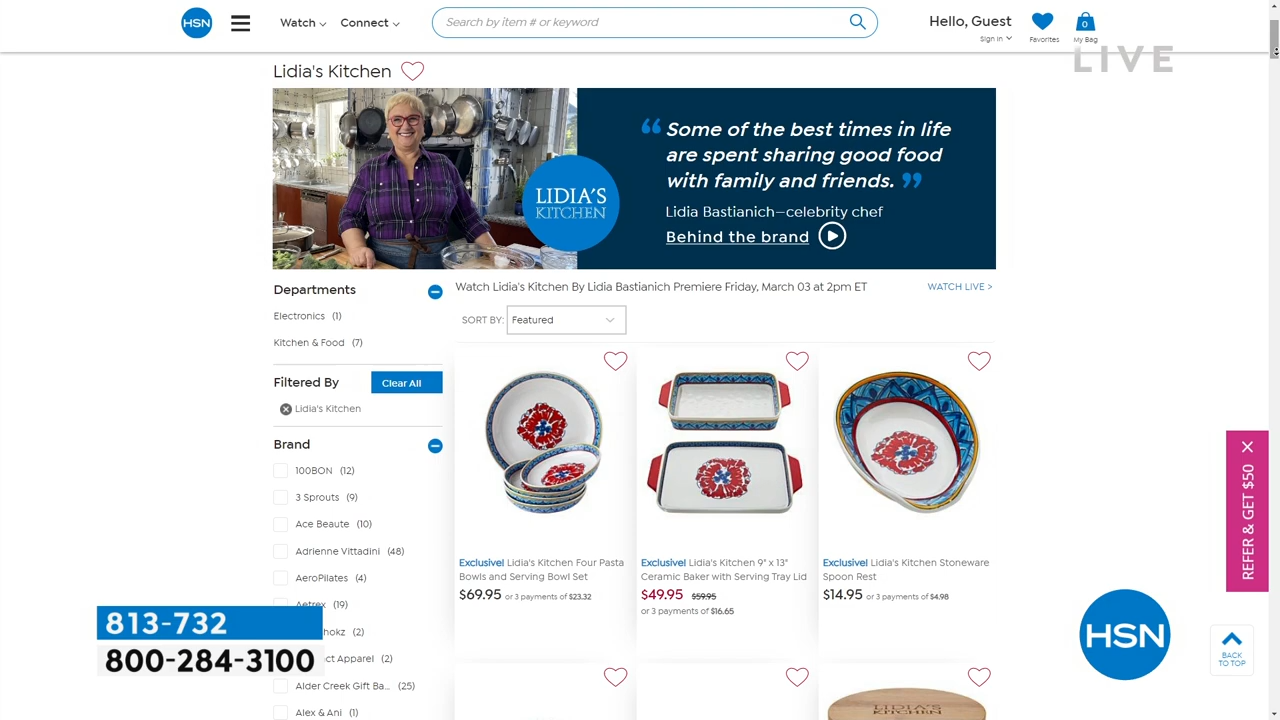 HSN
Watch
Connect
Search by item # or keyword
Hello, Guest
Sign In
Favorites
0
My Bag
LIVE
Lidia's Kitchen
LIDIA'S
KITCHEN
“Some of the best times in life
are spent sharing good food
with family and friends.”
Lidia Bastianich—celebrity chef
Behind the brand
Departments
Electronics (1)
Kitchen & Food (7)
Filtered By
Clear All
Lidia's Kitchen
Brand
100BON (12)
3 Sprouts (9)
Ace Beaute (10)
Adrienne Vittadini (48)
AeroPilates (4)
Aetrex (19)
hokz (2)
ct Apparel (2)
Alder Creek Gift Ba... (25)
Alex & Ani (1)
Watch Lidia's Kitchen By Lidia Bastianich Premiere Friday, March 03 at 2pm ET
WATCH LIVE >
SORT BY: Featured
Exclusive! Lidia's Kitchen Four Pasta
Bowls and Serving Bowl Set
$69.95 or 3 payments of $23.32
Exclusive! Lidia's Kitchen 9" x 13"
Ceramic Baker with Serving Tray Lid
$49.95 $59.95
or 3 payments of $16.65
Exclusive! Lidia's Kitchen Stoneware
Spoon Rest
$14.95 or 3 payments of $4.98
LIDIA'S
KITCHEN
REFER & GET $50
813-732
800-284-3100
HSN
BACK
TO TOP